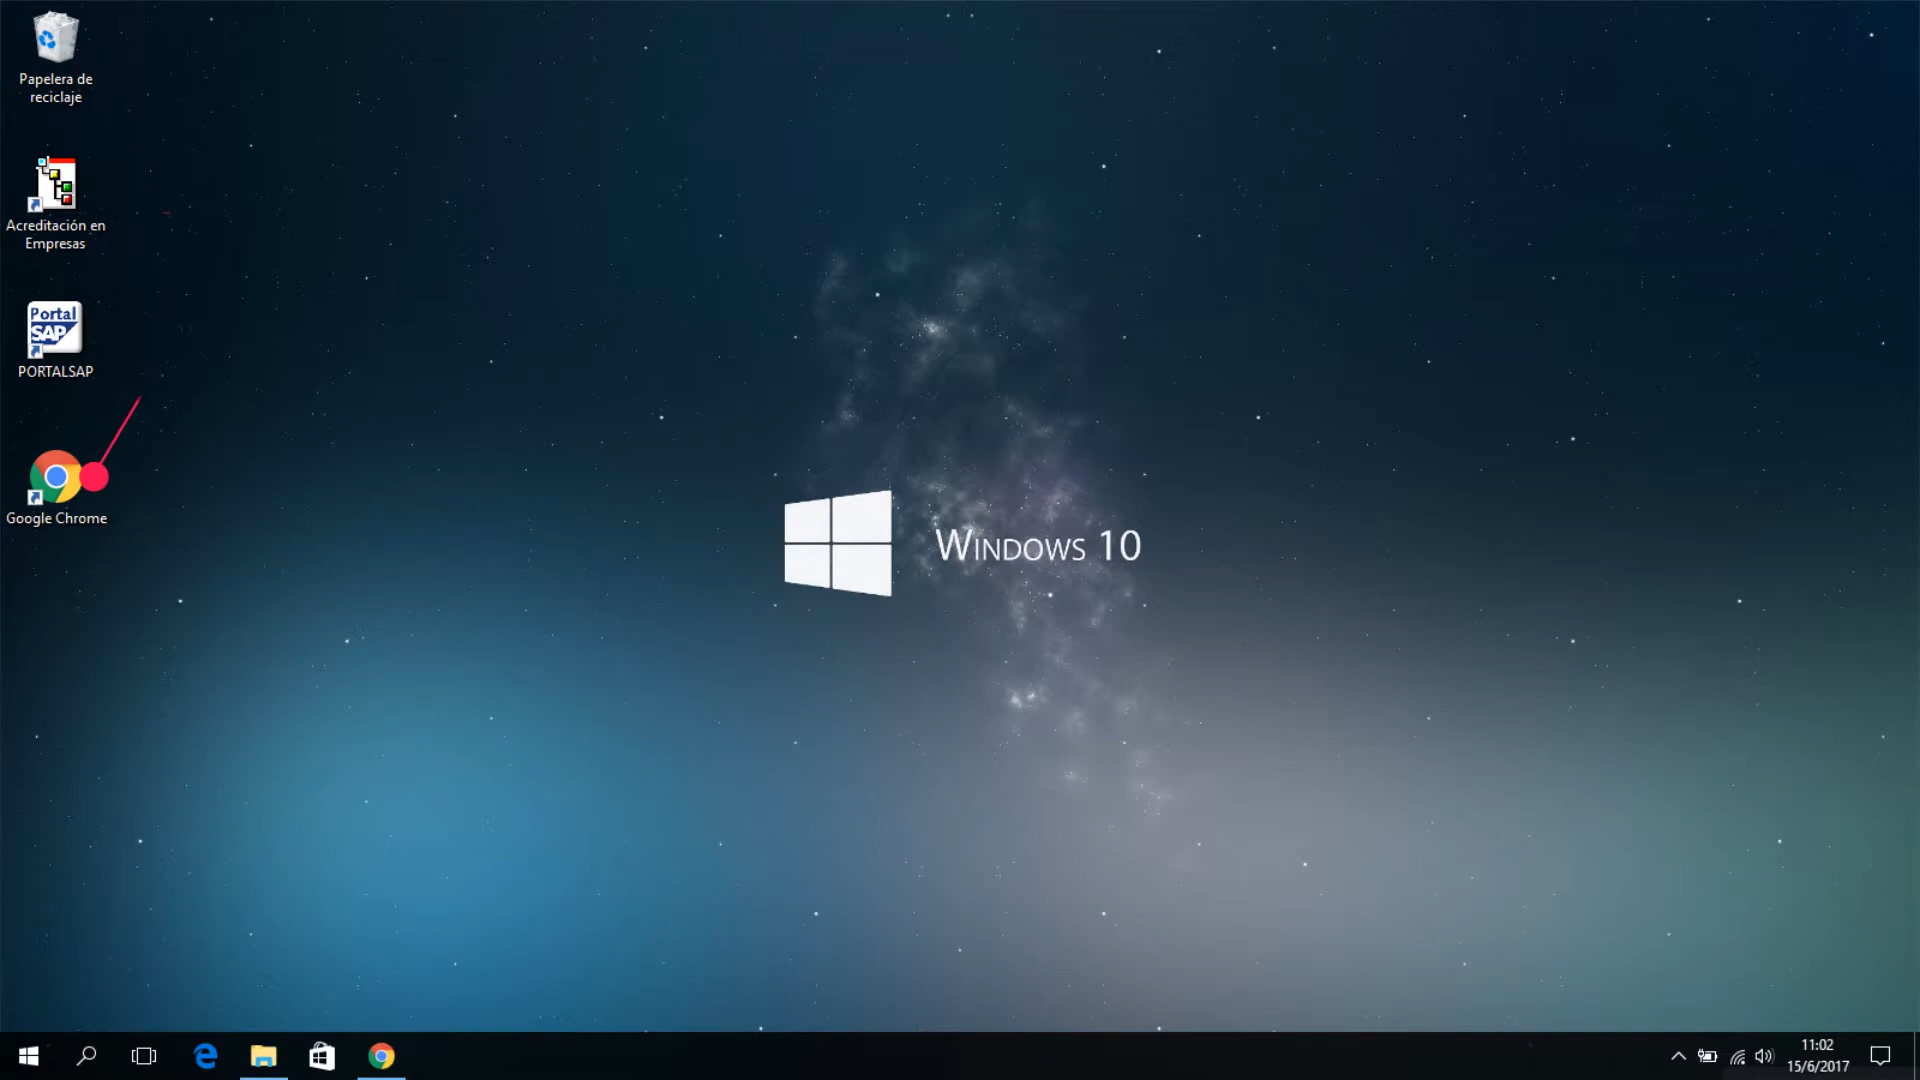 Papelera de
reciclaje
Acreditación en
Empresas
Portal
SAP
PORTALSAP
Google Chrome
WINDOWS 10
11:02
15/6/2017